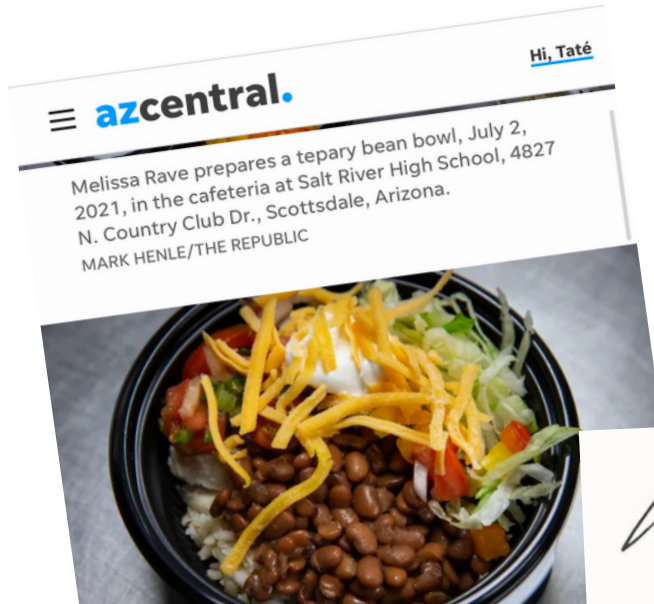 Hi, Taté
azcentral.
Melissa Rave prepares a tepary bean bowl, July 2,
2021, in the cafeteria at Salt River High School, 4827
N. Country Club Dr., Scottsdale, Arizona.
MARK HENLE/THE REPUBLIC